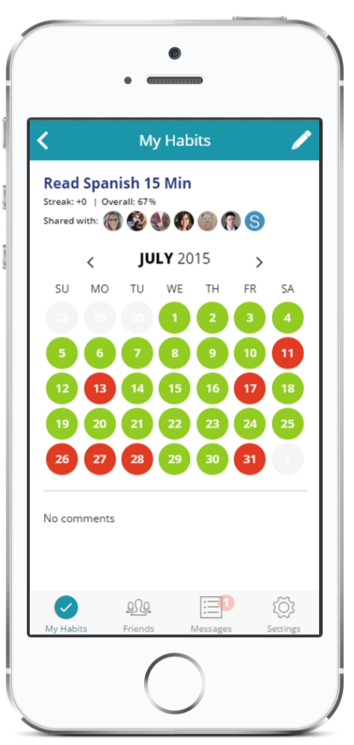 My Habits
Read Spanish 15 Min
Streak: +0 | Overall: 67%
Shared with: S
JULY 2015
SU MO TU WE TH FR SA
28 29 30 1 2 3 4
5 6 7 8 9 10 11
12 13 14 15 16 17 18
19 20 21 22 23 24 25
26 27 28 29 30 31 1
No comments
1
My Habits Friends Messages Settings